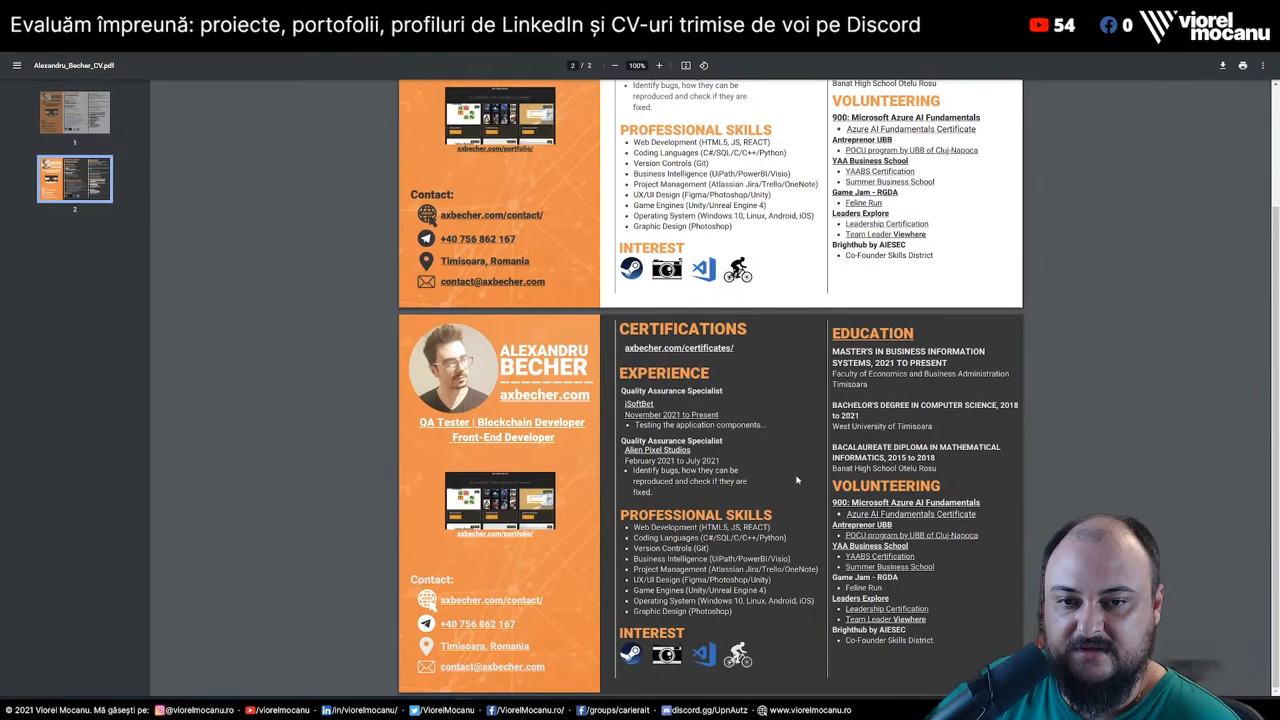 Evaluăm împreună: proiecte, portofolii, profiluri de LinkedIn și CV-uri trimise de voi pe Discord
54
0
viorel
mocanu
Alexandru_Becher_CV.pdf
2 / 2
100%
1
2
axbecher.com/portfolio/
Contact:
axbecher.com/contact/
+40 756 862 167
Timișoara, Romania
contact@axbecher.com
Identify bugs, how they can be
reproduced and check if they are
fixed.
PROFESSIONAL SKILLS
Web Development (HTML5, JS, REACT)
Coding Languages (C#/SQL/C/C++/Python)
Version Controls (Git)
Business Intelligence (UiPath/PowerBI/Visio)
Project Management (Atlassian Jira/Trello/OneNote)
UX/UI Design (Figma/Photoshop/Unity)
Game Engines (Unity/Unreal Engine 4)
Operating System (Windows 10, Linux, Android, iOS)
Graphic Design (Photoshop)
INTEREST
Banat High School Otelu Rosu
VOLUNTEERING
900: Microsoft Azure AI Fundamentals
Azure AI Fundamentals Certificate
Antreprenor UBB
POCU program by UBB of Cluj-Napoca
YAA Business School
YAABS Certification
Summer Business School
Game Jam - RGDA
Feline Run
Leaders Explore
Leadership Certification
Team Leader Viewhere
Brighthub by AIESEC
Co-Founder Skills District
ALEXANDRU
BECHER
axbecher.com
QA Tester | Blockchain Developer
Front-End Developer
axbecher.com/portfolio/
Contact:
axbecher.com/contact/
+40 756 862 167
Timișoara, Romania
contact@axbecher.com
CERTIFICATIONS
axbecher.com/certificates/
EXPERIENCE
Quality Assurance Specialist
iSoftBet
November 2021 to Present
Testing the application components...
Quality Assurance Specialist
Alien Pixel Studios
February 2021 to July 2021
Identify bugs, how they can be
reproduced and check if they are
fixed.
PROFESSIONAL SKILLS
Web Development (HTML5, JS, REACT)
Coding Languages (C#/SQL/C/C++/Python)
Version Controls (Git)
Business Intelligence (UiPath/PowerBI/Visio)
Project Management (Atlassian Jira/Trello/OneNote)
UX/UI Design (Figma/Photoshop/Unity)
Game Engines (Unity/Unreal Engine 4)
Operating System (Windows 10, Linux, Android, iOS)
Graphic Design (Photoshop)
INTEREST
EDUCATION
MASTER'S IN BUSINESS INFORMATION
SYSTEMS, 2021 TO PRESENT
Faculty of Economics and Business Administration
Timisoara
BACHELOR'S DEGREE IN COMPUTER SCIENCE, 2018
to 2021
West University of Timisoara
BACALAUREATE DIPLOMA IN MATHEMATICAL
INFORMATICS, 2015 to 2018
Banat High School Otelu Rosu
VOLUNTEERING
900: Microsoft Azure AI Fundamentals
Azure AI Fundamentals Certificate
Antreprenor UBB
POCU program by UBB of Cluj-Napoca
YAA Business School
YAABS Certification
Summer Business School
Game Jam - RGDA
Feline Run
Leaders Explore
Leadership Certification
Team Leader Viewhere
Brighthub by AIESEC
Co-Founder Skills District
© 2021 Viorel Mocanu. Mă găsești pe: @viorelmocanu /viorelmocanu /in/viorelmocanu /ViorelMocanu /ViorelMocanu.Ro /groups/carierait discord.gg/UpnAutz www.viorelmocanu.ro